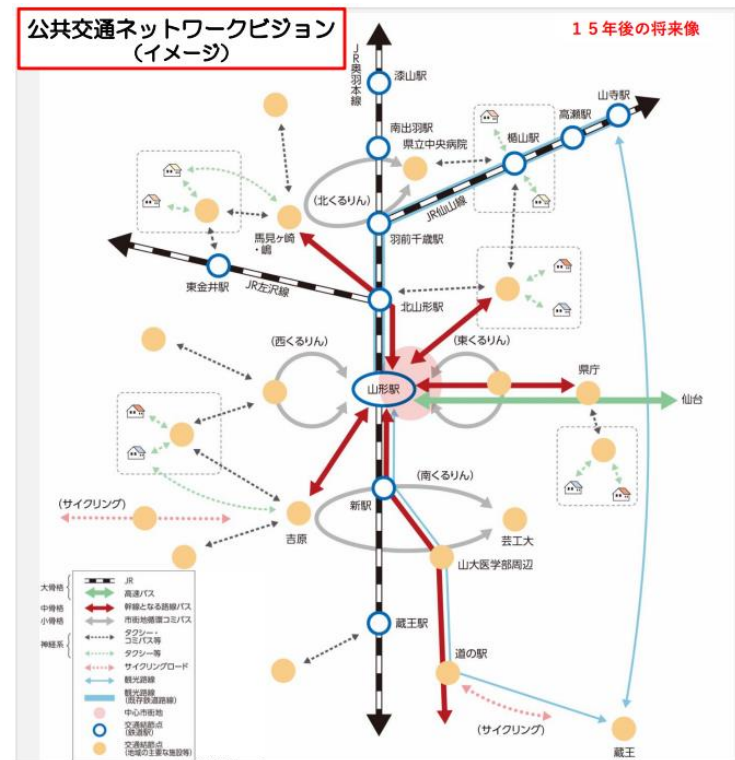 公共交通ネットワークビジョン
（イメージ）
１５年後の将来像
JR奥羽本線
漆山駅
南出羽駅
県立中央病院
山寺駅
高瀬駅
楯山駅
（北くるりん）
JR仙山線
羽前千歳駅
馬見ヶ崎
・嶋
東金井駅
JR左沢線
北山形駅
（西くるりん）
（東くるりん）
県庁
山形駅
仙台
（サイクリング）
吉原
新駅
（南くるりん）
芸工大
山大医学部周辺
蔵王駅
道の駅
（サイクリング）
蔵王
大骨格
JR
高速バス
中骨格
幹線となる路線バス
小骨格
市街地循環コミバス
神経系
タクシー・
コミバス等
タクシー等
サイクリングロード
観光路線
観光路線
（既存鉄道路線）
中心市街地
交通結節点
（鉄道駅）
交通結節点
（地域の主要な施設等）